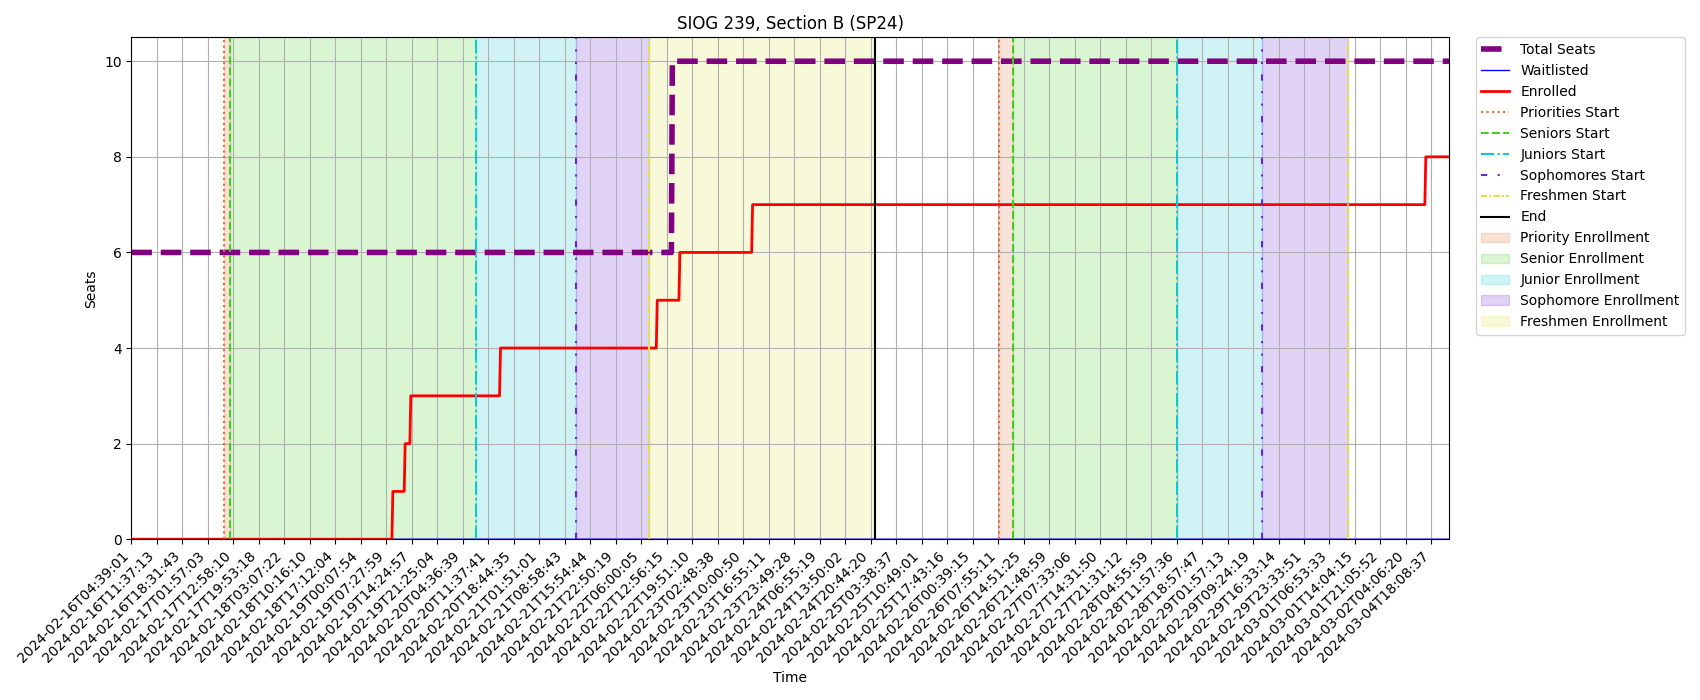 SIOG 239, Section B (SP24)
10
8
6
4
2
0
Seats
2024-02-16T04:39:01
2024-02-16T11:37:13
2024-02-16T18:31:43
2024-02-17T01:57:03
2024-02-17T12:58:10
2024-02-17T19:53:18
2024-02-18T03:07:22
2024-02-18T10:16:10
2024-02-18T17:12:04
2024-02-19T00:07:54
2024-02-19T07:27:59
2024-02-19T14:24:57
2024-02-19T21:25:04
2024-02-20T04:36:39
2024-02-20T11:37:41
2024-02-20T18:44:35
2024-02-21T01:51:01
2024-02-21T08:58:43
2024-02-21T15:54:44
2024-02-21T22:50:19
2024-02-22T06:00:05
2024-02-22T12:56:15
2024-02-22T19:51:10
2024-02-23T02:48:38
2024-02-23T10:00:50
2024-02-23T16:55:11
2024-02-23T23:49:28
2024-02-24T06:55:19
2024-02-24T13:50:02
2024-02-24T20:44:20
2024-02-25T03:38:37
2024-02-25T10:49:01
2024-02-25T17:43:16
2024-02-26T00:39:15
2024-02-26T07:55:11
2024-02-26T14:51:25
2024-02-26T21:48:59
2024-02-27T07:33:06
2024-02-27T14:31:50
2024-02-27T21:31:12
2024-02-28T04:55:59
2024-02-28T11:57:36
2024-02-28T18:57:47
2024-02-29T01:57:13
2024-02-29T09:24:19
2024-02-29T16:33:14
2024-02-29T23:33:51
2024-03-01T06:53:33
2024-03-01T14:04:15
2024-03-01T21:05:52
2024-03-02T04:06:20
2024-03-04T18:08:37
Time
Total Seats
Waitlisted
Enrolled
Priorities Start
Seniors Start
Juniors Start
Sophomores Start
Freshmen Start
End
Priority Enrollment
Senior Enrollment
Junior Enrollment
Sophomore Enrollment
Freshmen Enrollment